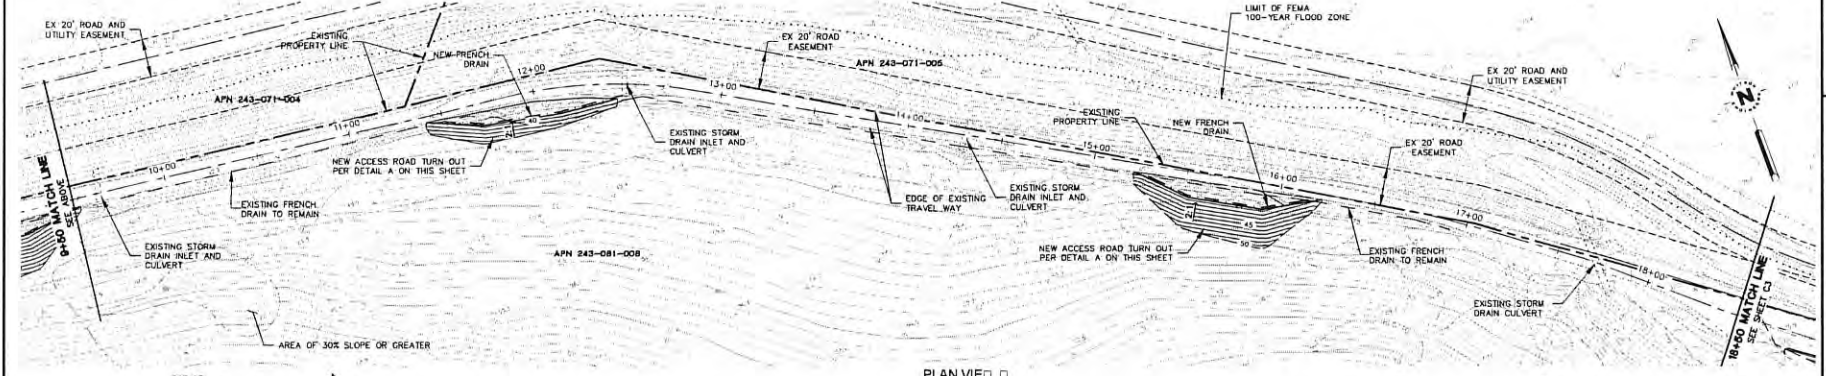 EX 20' ROAD AND
UTILITY EASEMENT
EXISTING
PROPERTY LINE
NEW FRENCH
DRAIN
12+00
EX 20' ROAD
EASEMENT
APN 243-071-005
LIMIT OF FEMA
100-YEAR FLOOD ZONE
EX 20' ROAD AND
UTILITY EASEMENT
N
APN 243-071-004
11+00
40
13+00
14+00
EXISTING
PROPERTY LINE
NEW FRENCH
DRAIN
EX 20' ROAD
EASEMENT
9+50 MATCH LINE
SEE ABOVE
10+00
EXISTING FRENCH
DRAIN TO REMAIN
NEW ACCESS ROAD TURN OUT
PER DETAIL A ON THIS SHEET
2:
EXISTING STORM
DRAIN INLET AND
CULVERT
15+00
16+00
EDGE OF EXISTING
TRAVEL WAY
EXISTING STORM
DRAIN INLET AND
CULVERT
2:
45
50
17+00
EXISTING STORM
DRAIN INLET AND
CULVERT
APN 243-081-008
NEW ACCESS ROAD TURN OUT
PER DETAIL A ON THIS SHEET
EXISTING FRENCH
DRAIN TO REMAIN
18+00
EXISTING STORM
DRAIN CULVERT
18+50 MATCH LINE
SEE SHEET C3
AREA OF 30% SLOPE OR GREATER